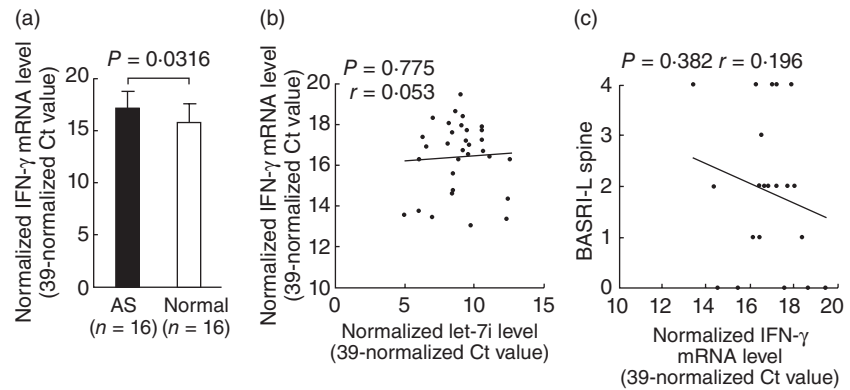 (a)
P = 0·0316
Normalized IFN-γ mRNA level
(39-normalized Ct value)
20
15
10
5
0
AS
(n = 16)
Normal
(n = 16)
(b)
P = 0·775
r = 0·053
Normalized IFN-γ mRNA level
(39-normalized Ct value)
20
18
16
14
12
10
0 5 10 15
Normalized let-7i level
(39-normalized Ct value)
(c)
P = 0·382 r = 0·196
BASRI-L spine
4
3
2
1
0
10 12 14 16 18 20
Normalized IFN-γ
mRNA level
(39-normalized Ct value)